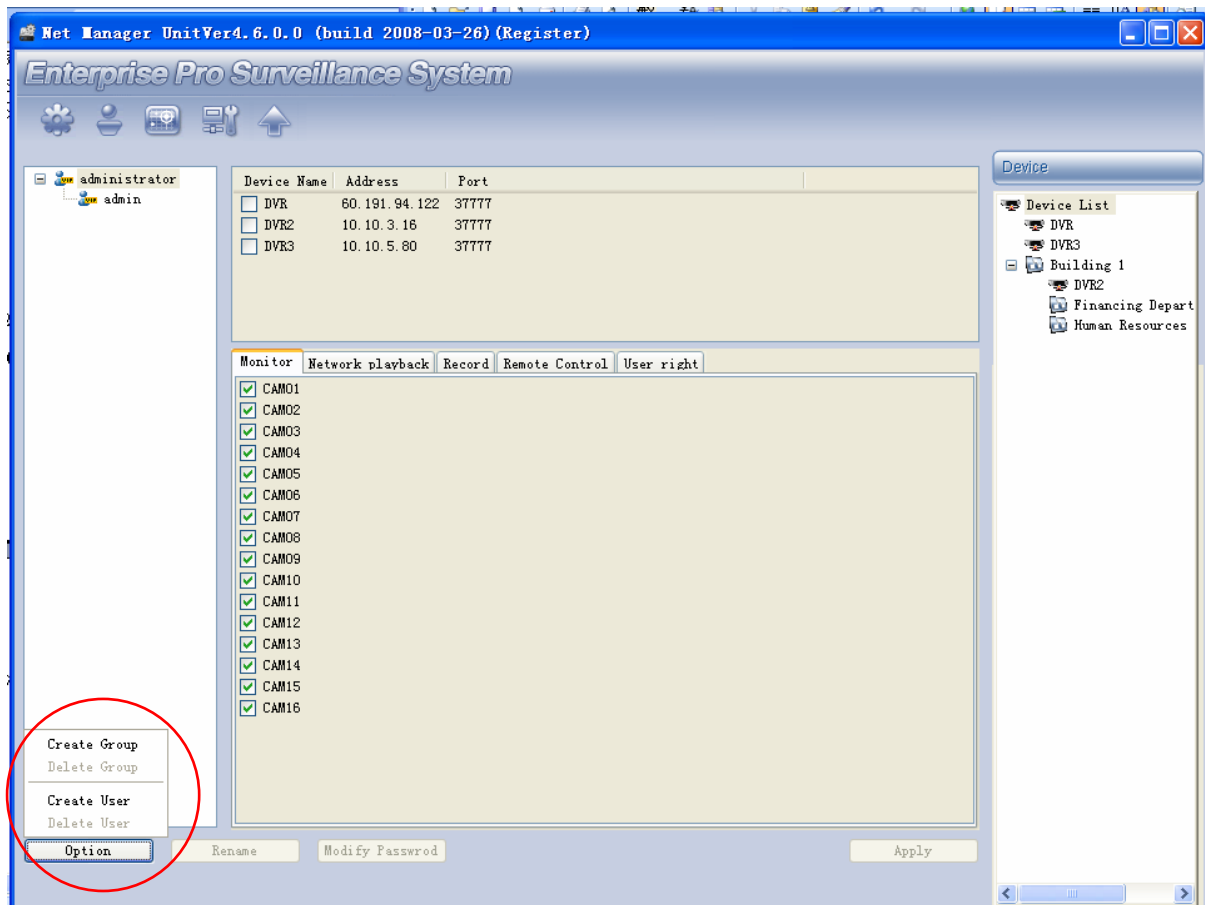 Net Manager UnitVer4.6.0.0 (build 2008-03-26)(Register)
Enterprise Pro Surveillance System
administrator
admin
Device Name Address Port
DVR 60.191.94.122 37777
DVR2 10.10.3.16 37777
DVR3 10.10.5.80 37777
Monitor Network playback Record Remote Control User right
CAM01
CAM02
CAM03
CAM04
CAM05
CAM06
CAM07
CAM08
CAM09
CAM10
CAM11
CAM12
CAM13
CAM14
CAM15
CAM16
Create Group
Delete Group
Create User
Delete User
Option Rename Modify Passwrod Apply
Device
Device List
DVR
DVR3
Building 1
DVR2
Financing Depart
Human Resources